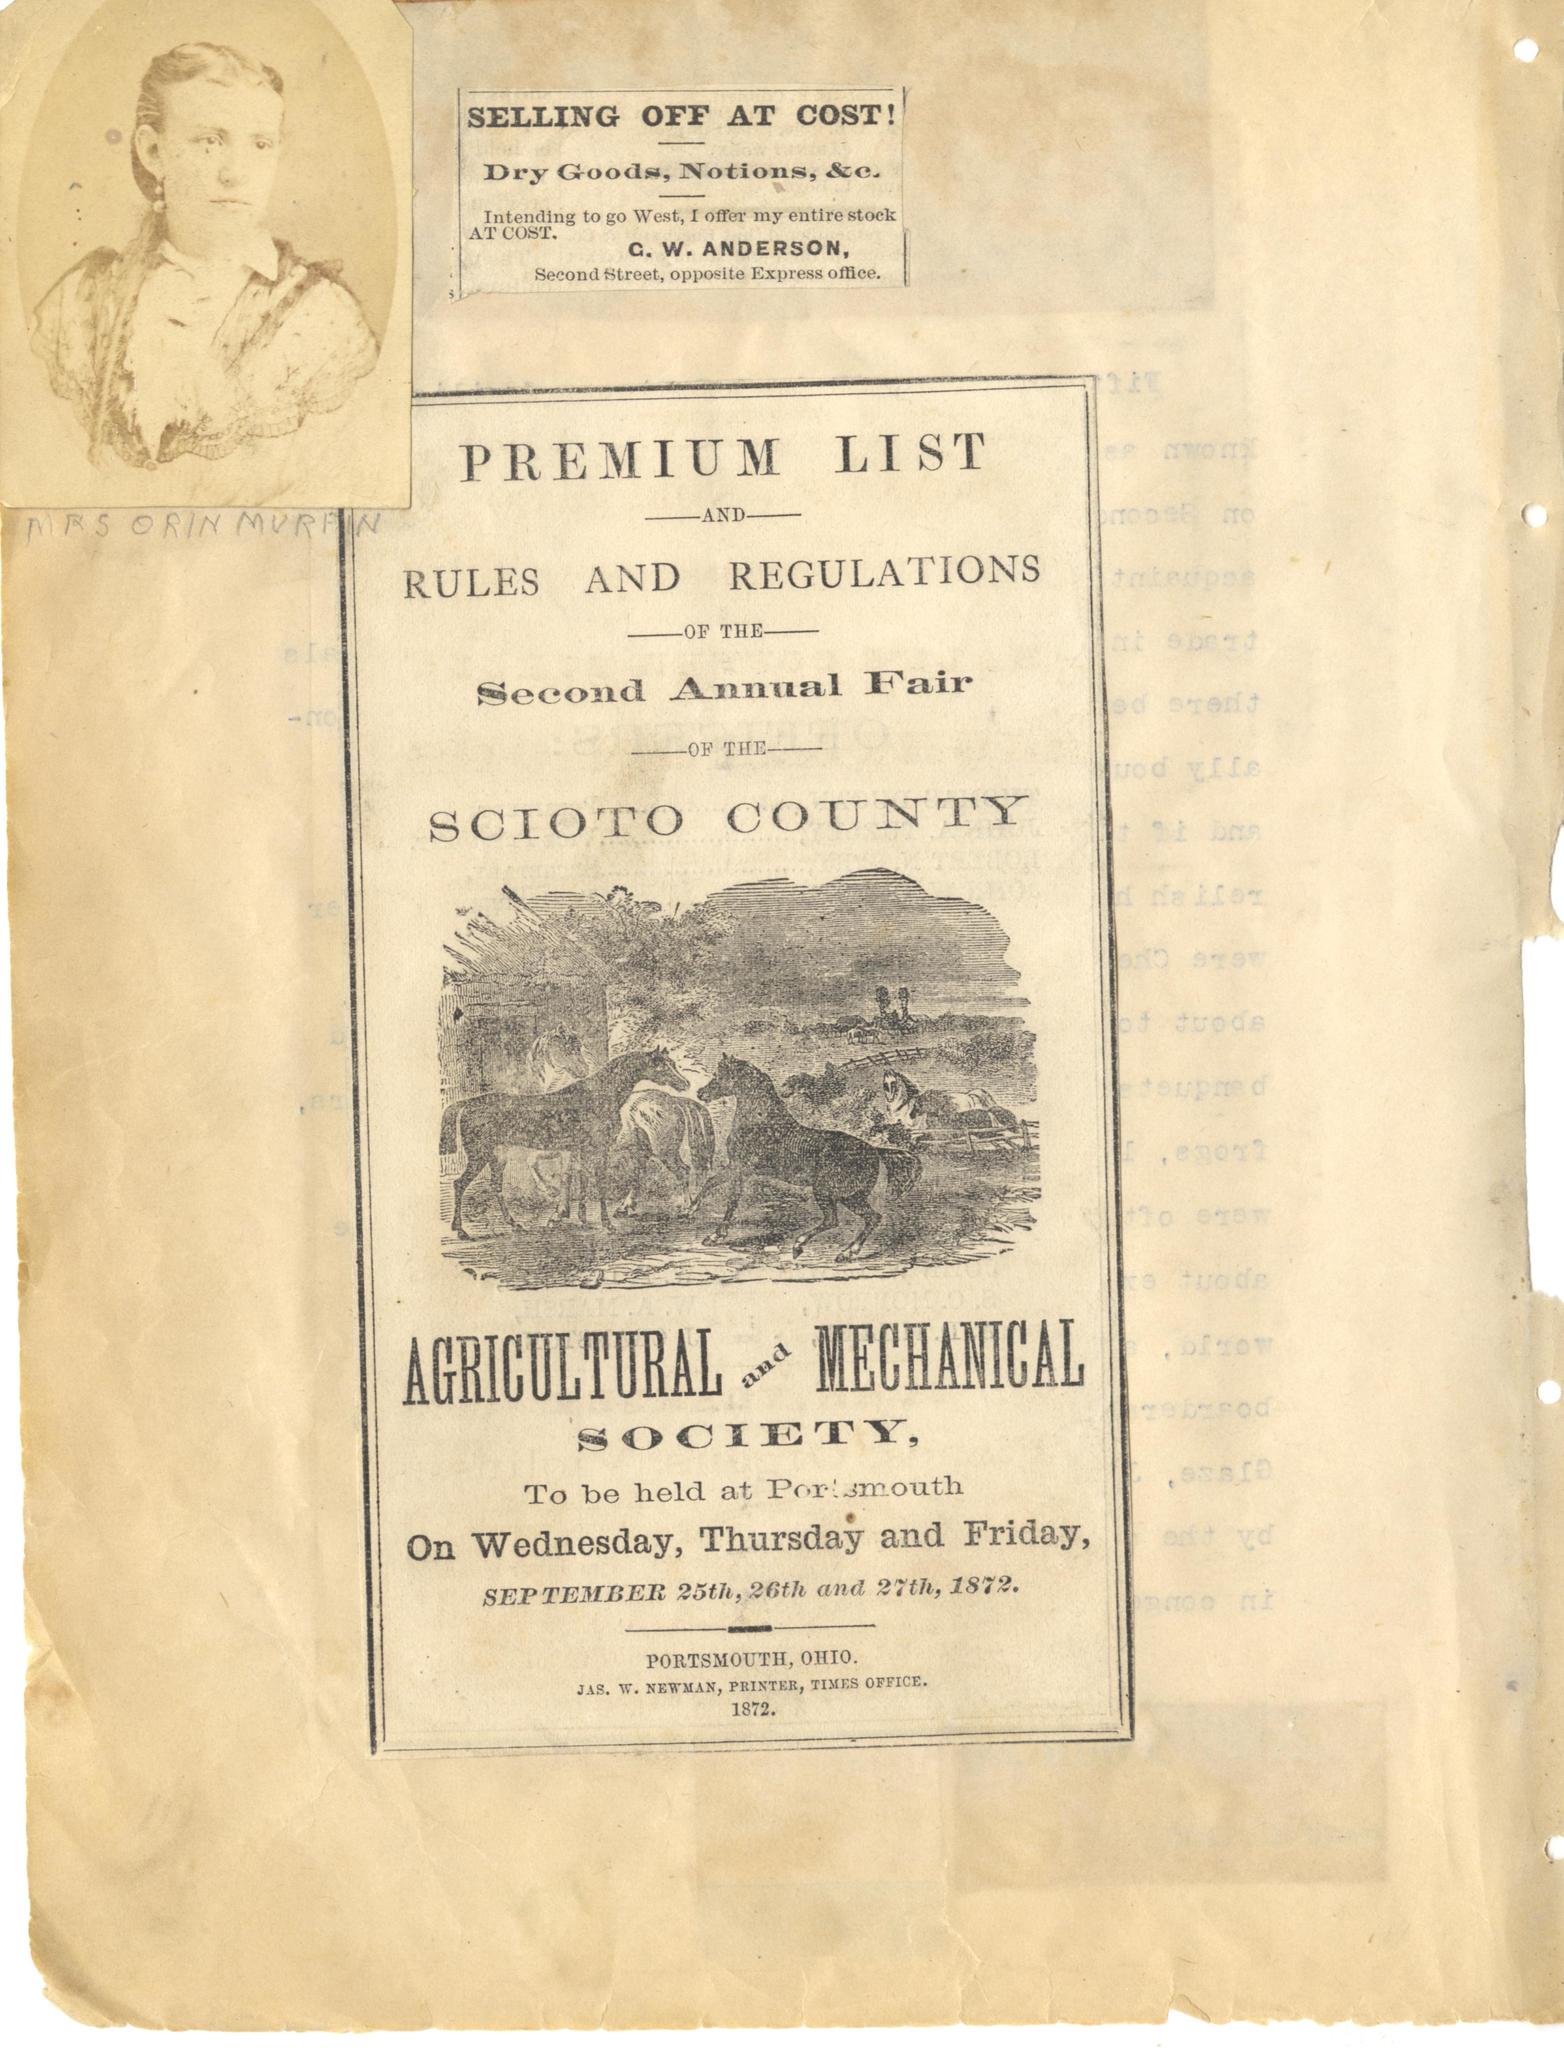 SELLING OFF AT COST!
Dry Goods, Notions, &c.
Intending to go West, I offer my entire stock
AT COST.
G. W. ANDERSON,
Second Street, opposite Express office.
MRS ORIN MURFIN
PREMIUM LIST
AND
RULES AND REGULATIONS
OF THE
Second Annual Fair
OF THE
SCIOTO COUNTY
AGRICULTURAL and MECHANICAL
SOCIETY,
To be held at Portsmouth
On Wednesday, Thursday and Friday,
SEPTEMBER 25th, 26th and 27th, 1872.
PORTSMOUTH, OHIO.
JAS. W. NEWMAN, PRINTER, TIMES OFFICE.
1872.